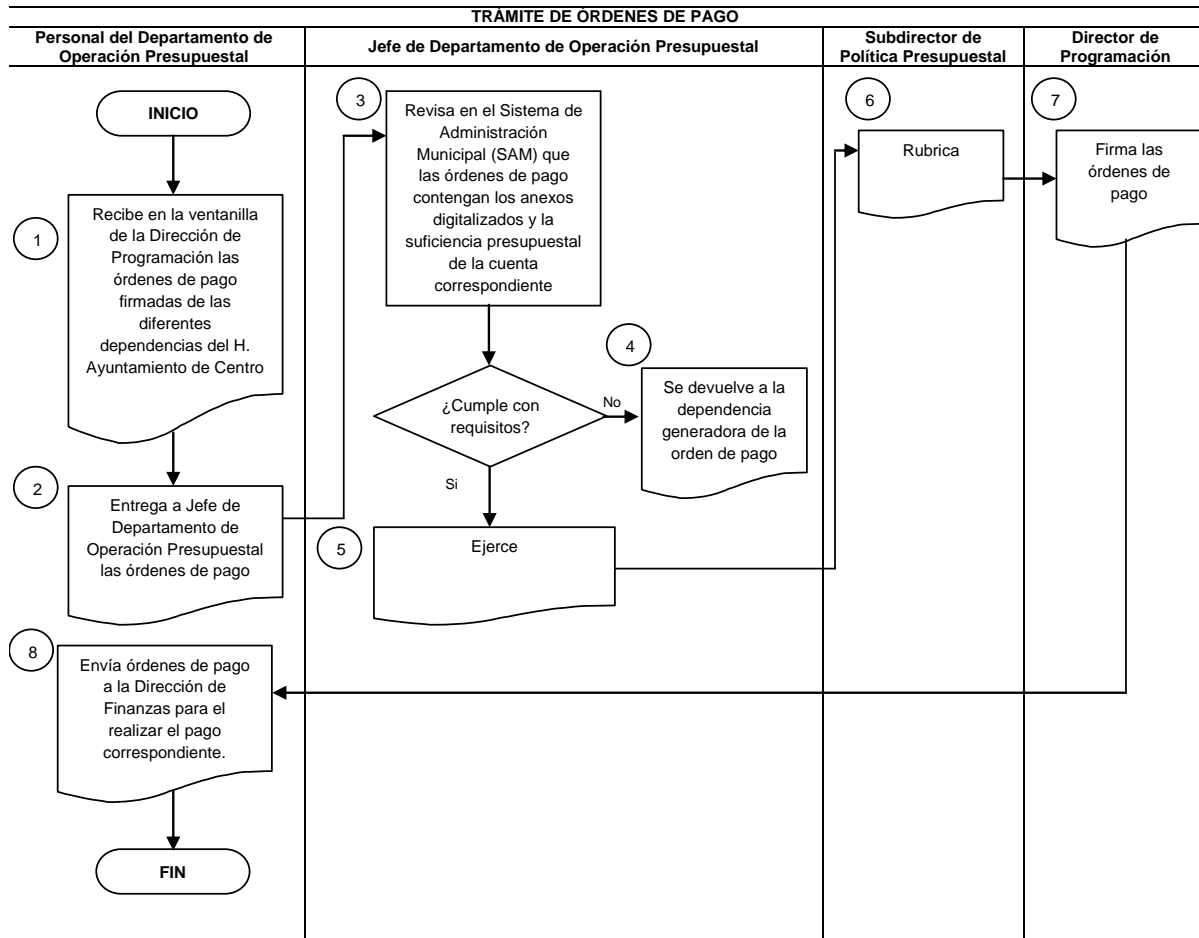 TRÁMITE DE ÓRDENES DE PAGO
Personal del Departamento de
Operación Presupuestal
Jefe de Departamento de Operación Presupuestal
Subdirector de
Política Presupuestal
Director de
Programación
INICIO
1
Recibe en la ventanilla
de la Dirección de
Programación las
órdenes de pago
firmadas de las
diferentes
dependencias del H.
Ayuntamiento de Centro
2
Entrega a Jefe de
Departamento de
Operación Presupuestal
las órdenes de pago
3
Revisa en el Sistema de
Administración
Municipal (SAM) que
las órdenes de pago
contengan los anexos
digitalizados y la
suficiencia presupuestal
de la cuenta
correspondiente
¿Cumple con
requisitos?
No
4
Se devuelve a la
dependencia
generadora de la
orden de pago
Si
5
Ejerce
6
Rubrica
7
Firma las
órdenes de
pago
8
Envía órdenes de pago
a la Dirección de
Finanzas para el
realizar el pago
correspondiente.
FIN